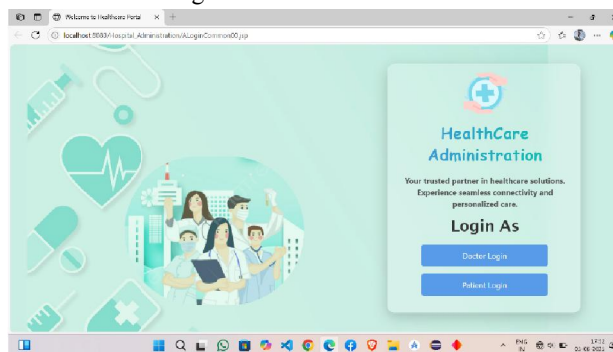 Welcome to Healthcare Portal
localhost:8083/Hospital_Administration/ALoginCommon00.jsp
HealthCare
Administration
Your trusted partner in healthcare solutions.
Experience seamless connectivity and
personalized care.
Login As
Doctor Login
Patient Login
ENG
IN